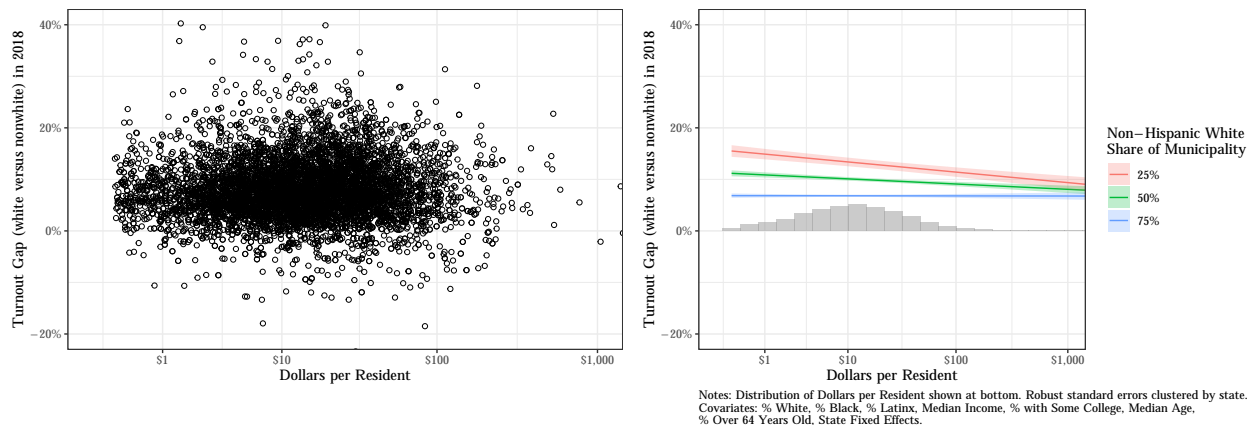 Turnout Gap (white versus nonwhite) in 2018
40%
20%
0%
−20%
$1
$10
$100
$1,000
Dollars per Resident
Turnout Gap (white versus nonwhite) in 2018
40%
20%
0%
−20%
$1
$10
$100
$1,000
Dollars per Resident
Non−Hispanic White
Share of Municipality
25%
50%
75%
Notes: Distribution of Dollars per Resident shown at bottom. Robust standard errors clustered by state.
Covariates: % White, % Black, % Latinx, Median Income, % with Some College, Median Age,
% Over 64 Years Old, State Fixed Effects.